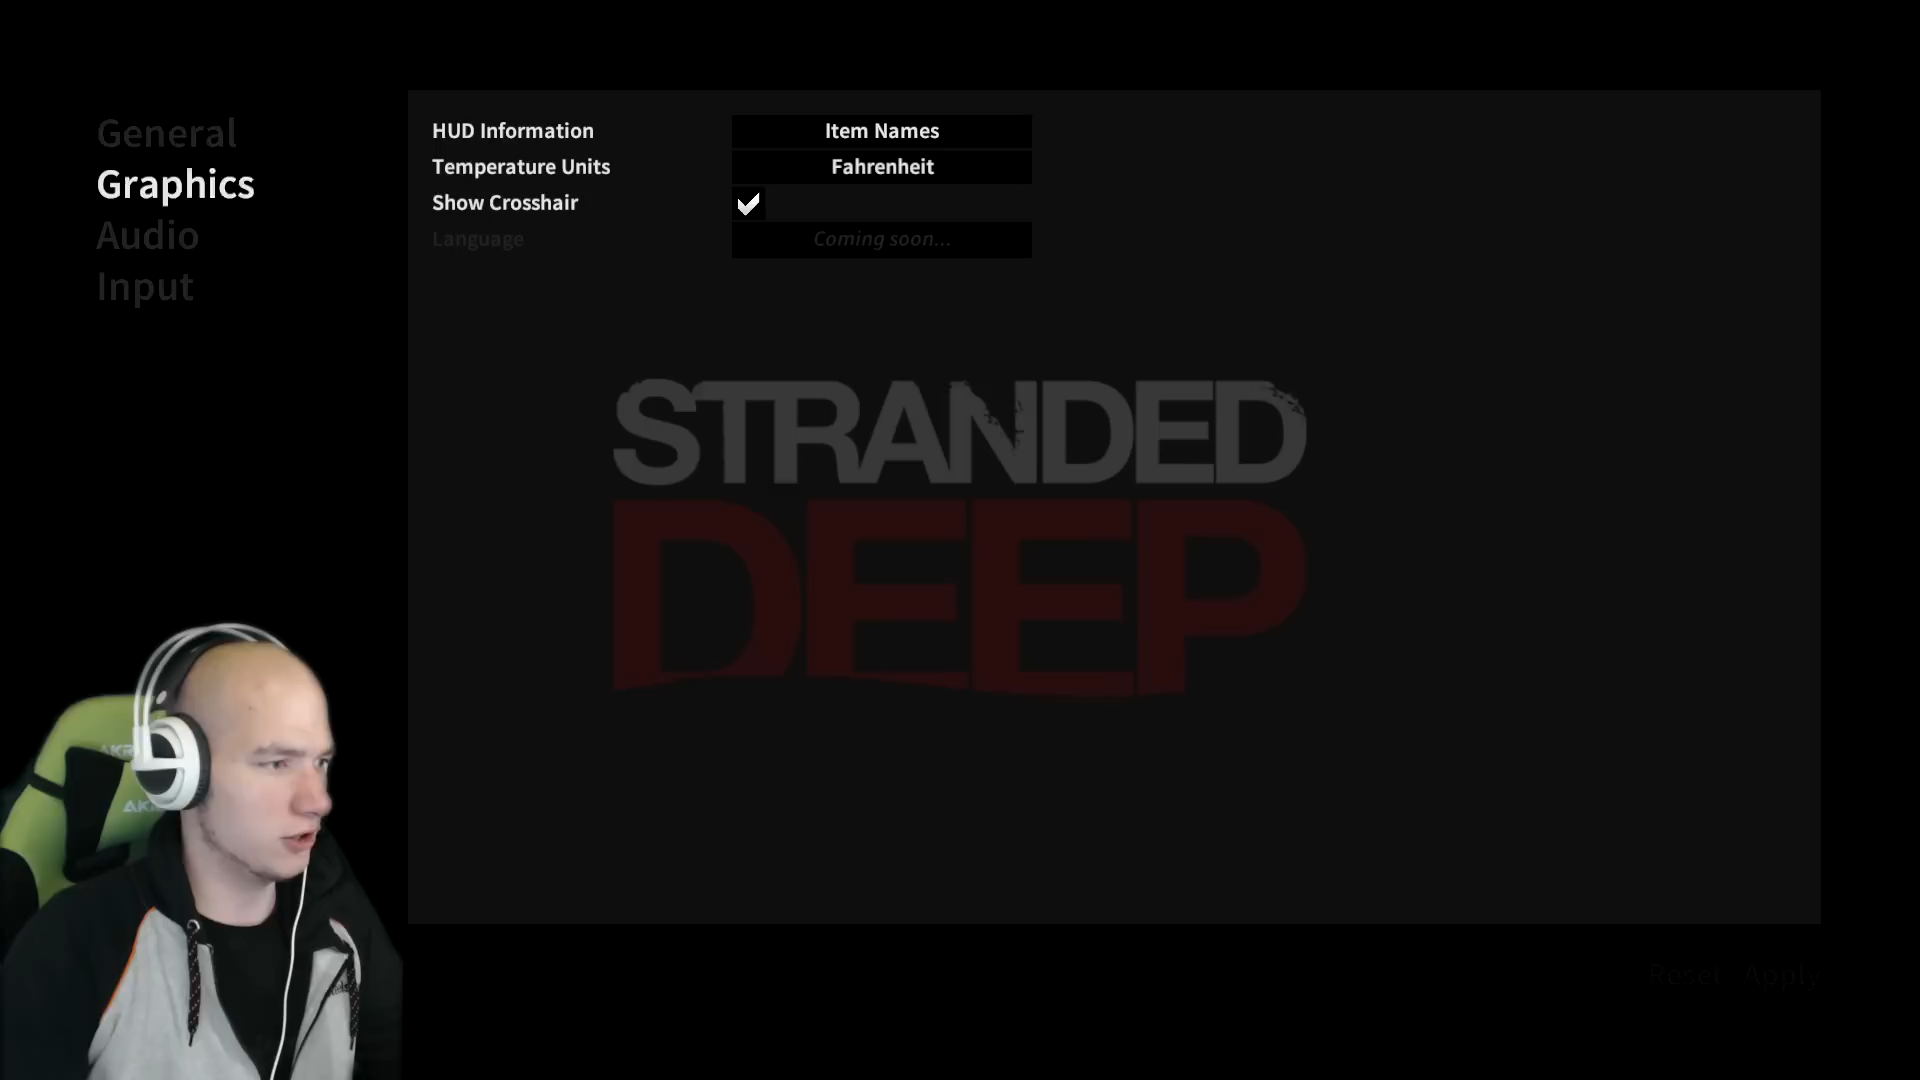 General
Graphics
Audio
Input
HUD Information
Item Names
Temperature Units
Fahrenheit
Show Crosshair
Language
Coming soon...
STRANDED
DEEP
Reset Apply